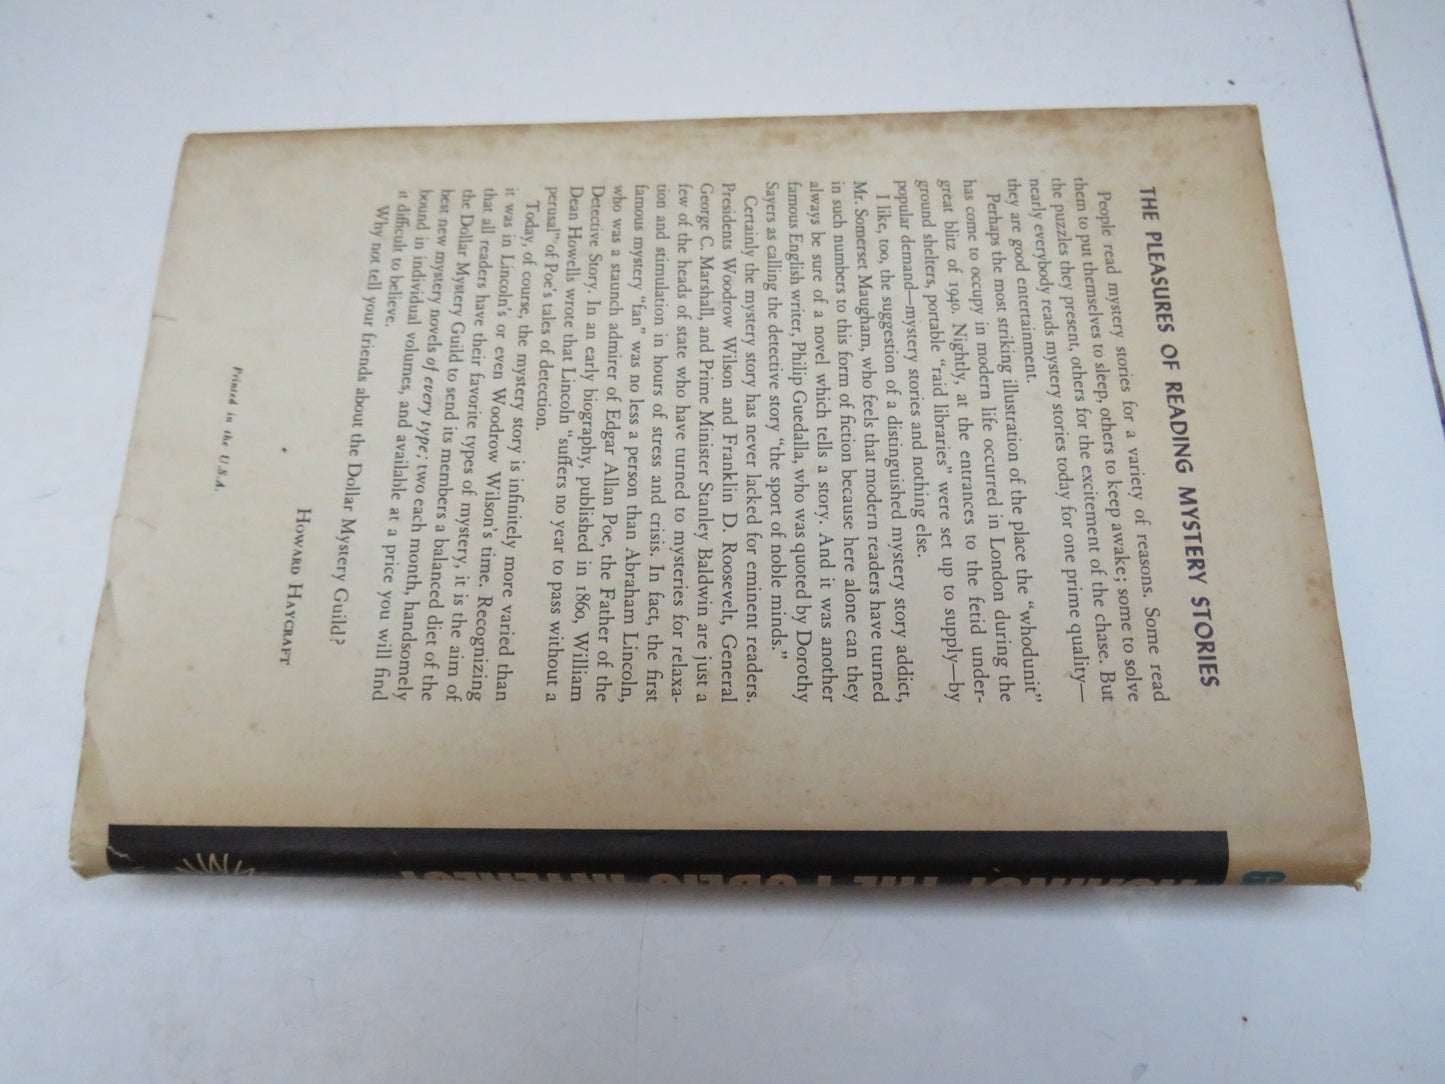 THE PLEASURES OF READING MYSTERY STORIES
People read mystery stories for a variety of reasons. Some read
them to put themselves to sleep, others to keep awake; some to solve
the puzzles they present, others for the excitement of the chase. But
nearly everybody reads mystery stories today for one prime quality—
they are good entertainment.
Perhaps the most striking illustration of the place the "whodunit"
has come to occupy in modern life occurred in London during the
great blitz of 1940. Nightly, at the entrances to the fetid under-
ground shelters, portable "raid libraries" were set up to supply—by
popular demand—mystery stories and nothing else.
I like, too, the suggestion of a distinguished mystery story addict,
Mr. Somerset Maugham, who feels that modern readers have turned
in such numbers to this form of fiction because here alone can they
always be sure of a novel which tells a story. And it was another
famous English writer, Philip Guedalla, who was quoted by Dorothy
Sayers as calling the detective story "the sport of noble minds."
Certainly the mystery story has never lacked for eminent readers.
Presidents Woodrow Wilson and Franklin D. Roosevelt, General
George C. Marshall, and Prime Minister Stanley Baldwin are just a
few of the heads of state who have turned to mysteries for relaxa-
tion and stimulation in hours of stress and crisis. In fact, the first
famous mystery "fan" was no less a person than Abraham Lincoln,
who was a staunch admirer of Edgar Allan Poe, the Father of the
Detective Story. In an early biography, published in 1860, William
Dean Howells wrote that Lincoln "suffers no year to pass without a
perusal" of Poe's tales of detection.
Today, of course, the mystery story is infinitely more varied than
it was in Lincoln's or even Woodrow Wilson's time. Recognizing
that all readers have their favorite types of mystery, it is the aim of
the Dollar Mystery Guild to send its members a balanced diet of the
best new mystery novels of every type; two each month, handsomely
bound in individual volumes, and available at a price you will find
it difficult to believe.
Why not tell your friends about the Dollar Mystery Guild?
HOWARD HAYCRAFT
Printed in the U.S.A.